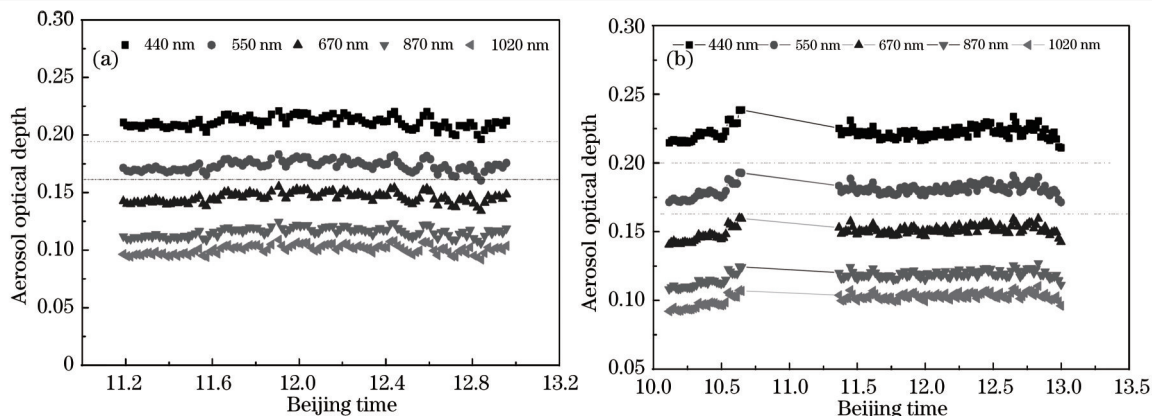 0.30
(a)
440 nm 550 nm 670 nm 870 nm 1020 nm
0.30
0.20
0.15
0.10
0
Aerosol optical depth
11.2 11.6 12.0 12.4 12.8 13.2
Beijing time
0.30
(b)
440 nm 550 nm 670 nm 870 nm 1020 nm
0.25
0.20
0.15
0.10
0.05
Aerosol optical depth
10.0 10.5 11.0 11.5 12.0 12.5 13.0 13.5
Beijing time